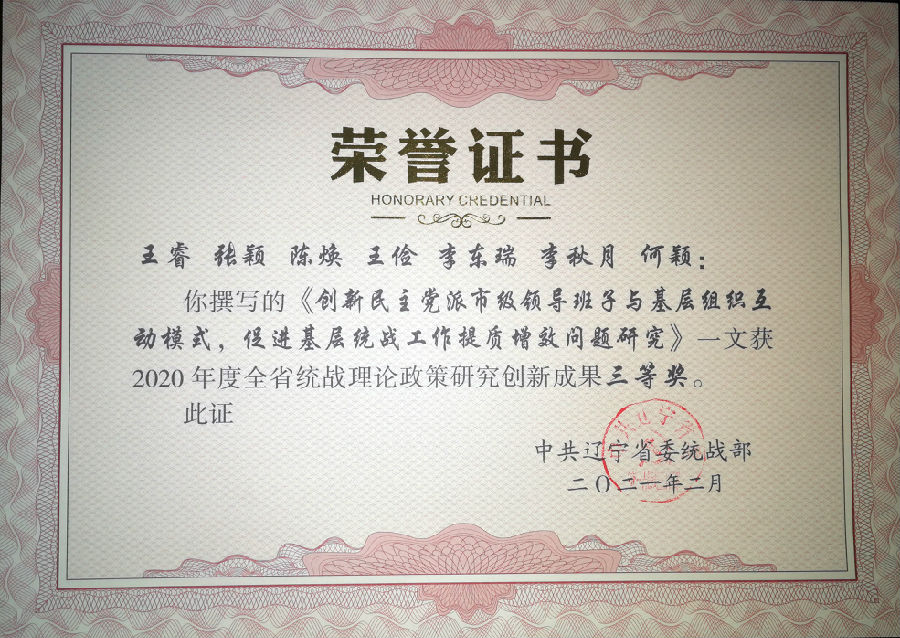 荣誉证书
HONORARY CREDENTIAL
王睿 张颖 陈焕 王俭 李东瑞 李秋月 何颖：
你撰写的《创新民主党派市级领导班子与基层组织互
动模式，促进基层统战工作提质增效问题研究》一文获
2020年度全省统战理论政策研究创新成果三等奖。
此证
中共辽宁省委统战部
二〇二一年二月